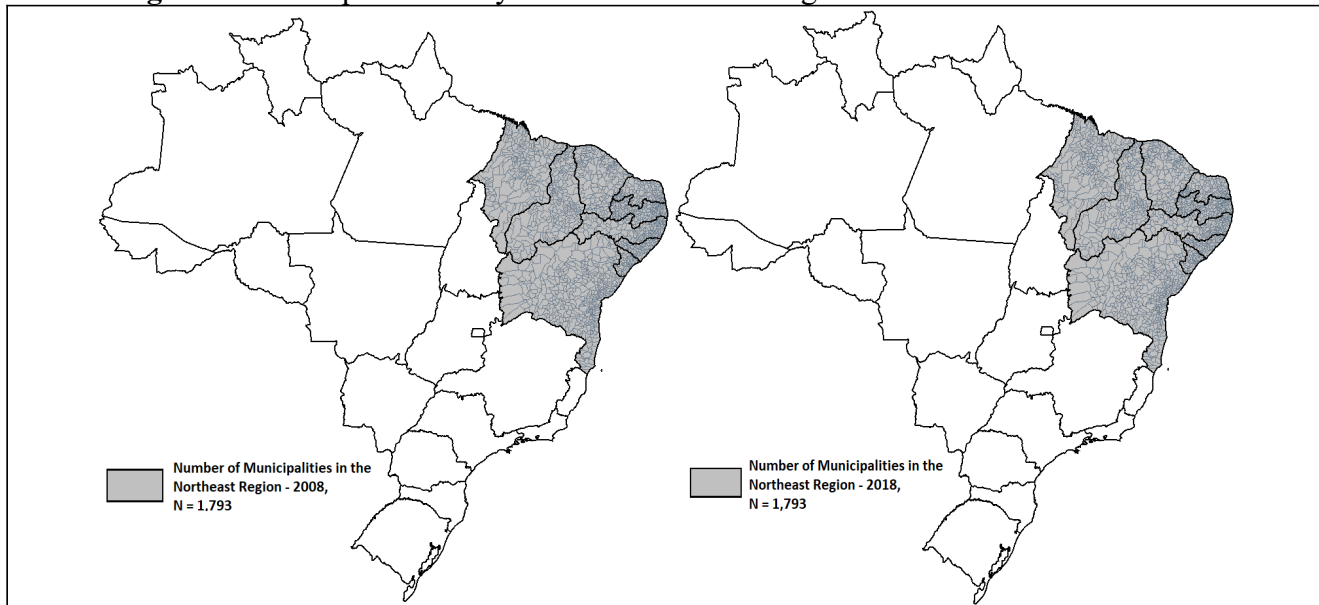 Number of Municipalities in the
Northeast Region - 2008,
N = 1.793
Number of Municipalities in the
Northeast Region - 2018,
N = 1,793